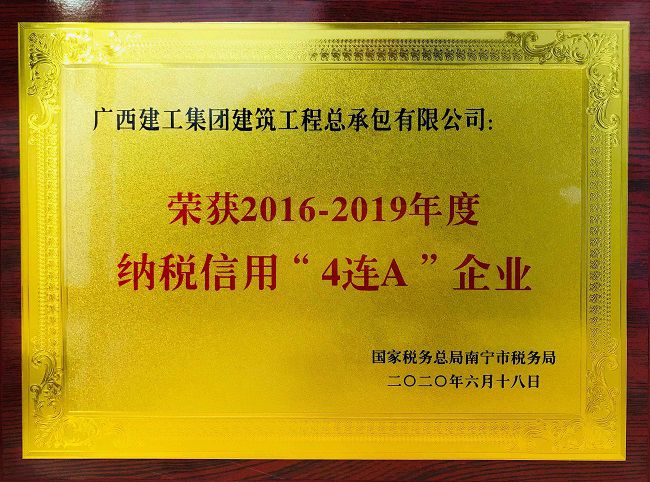 广西建工集团建筑工程总承包有限公司：
荣获2016-2019年度
纳税信用“4连A”企业
国家税务总局南宁市税务局
二〇二〇年六月十八日